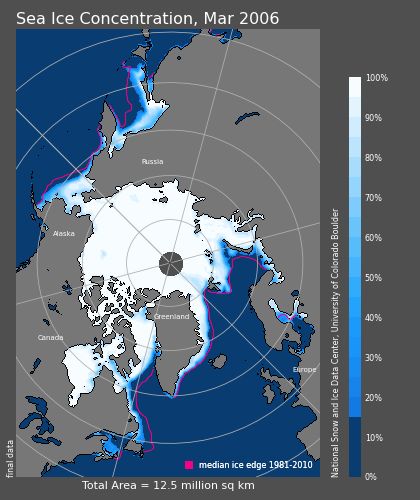 Sea Ice Concentration, Mar 2006
Russia
Alaska
Greenland
Canada
Europe
median ice edge 1981-2010
final data
Total Area = 12.5 million sq km
100%
90%
80%
70%
60%
50%
40%
30%
20%
10%
0%
National Snow and Ice Data Center, University of Colorado Boulder